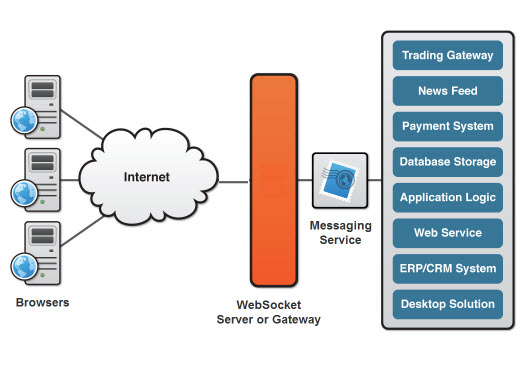 Browsers
Internet
WebSocket
Server or Gateway
Messaging
Service
Trading Gateway
News Feed
Payment System
Database Storage
Application Logic
Web Service
ERP/CRM System
Desktop Solution